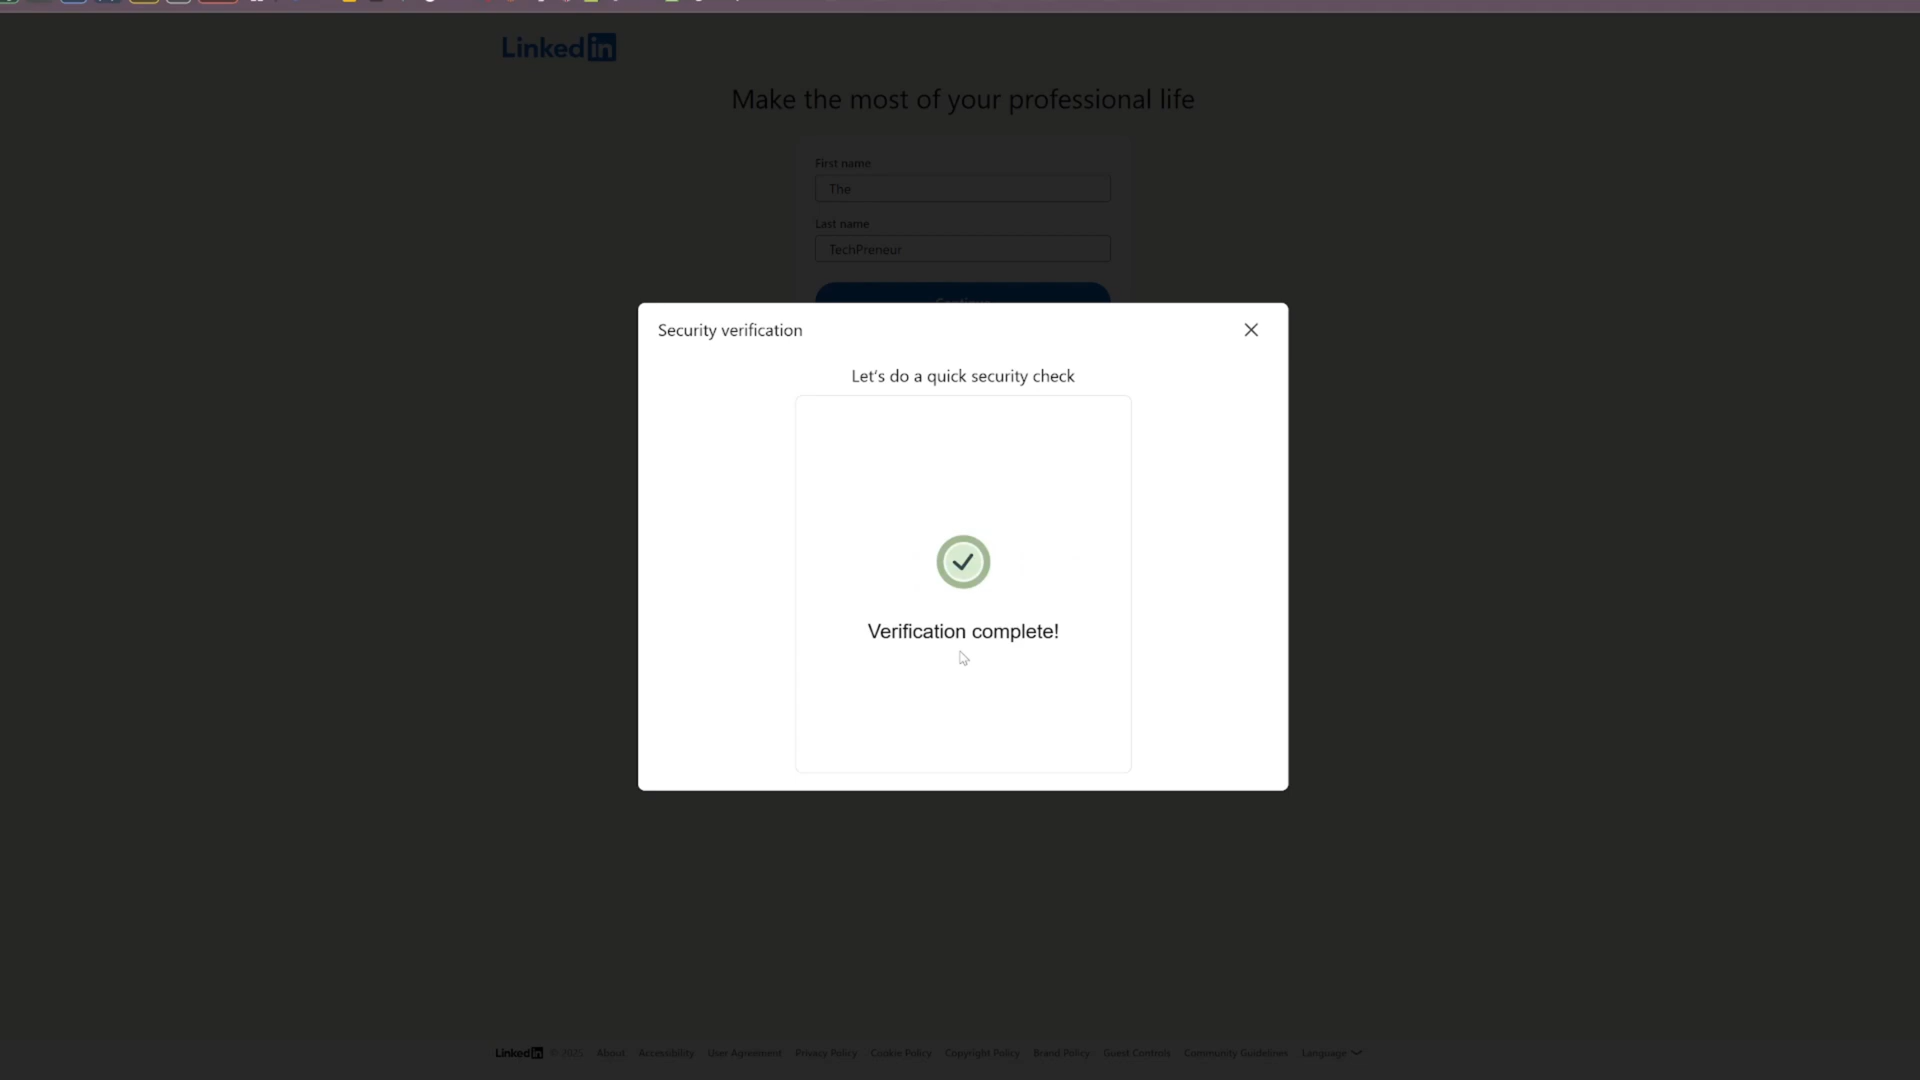 Linkedin
Make the most of your professional life
First name
The
Last name
TechPreneur
Continue
Security verification
Let's do a quick security check
Verification complete!
Linkedin © 2025 About Accessibility User Agreement Privacy Policy Cookie Policy Copyright Policy Brand Policy Guest Controls Community Guidelines Language